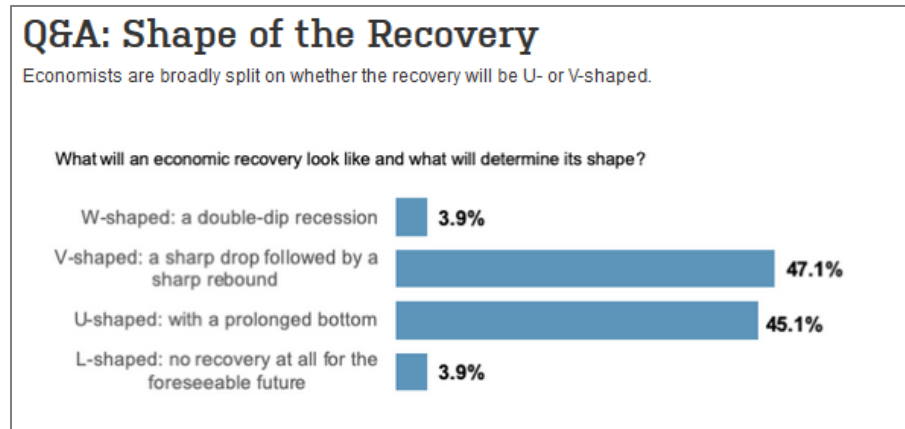 Q&A: Shape of the Recovery
Economists are broadly split on whether the recovery will be U- or V-shaped.
What will an economic recovery look like and what will determine its shape?
W-shaped: a double-dip recession
3.9%
V-shaped: a sharp drop followed by a
sharp rebound
47.1%
U-shaped: with a prolonged bottom
45.1%
L-shaped: no recovery at all for the
foreseeable future
3.9%